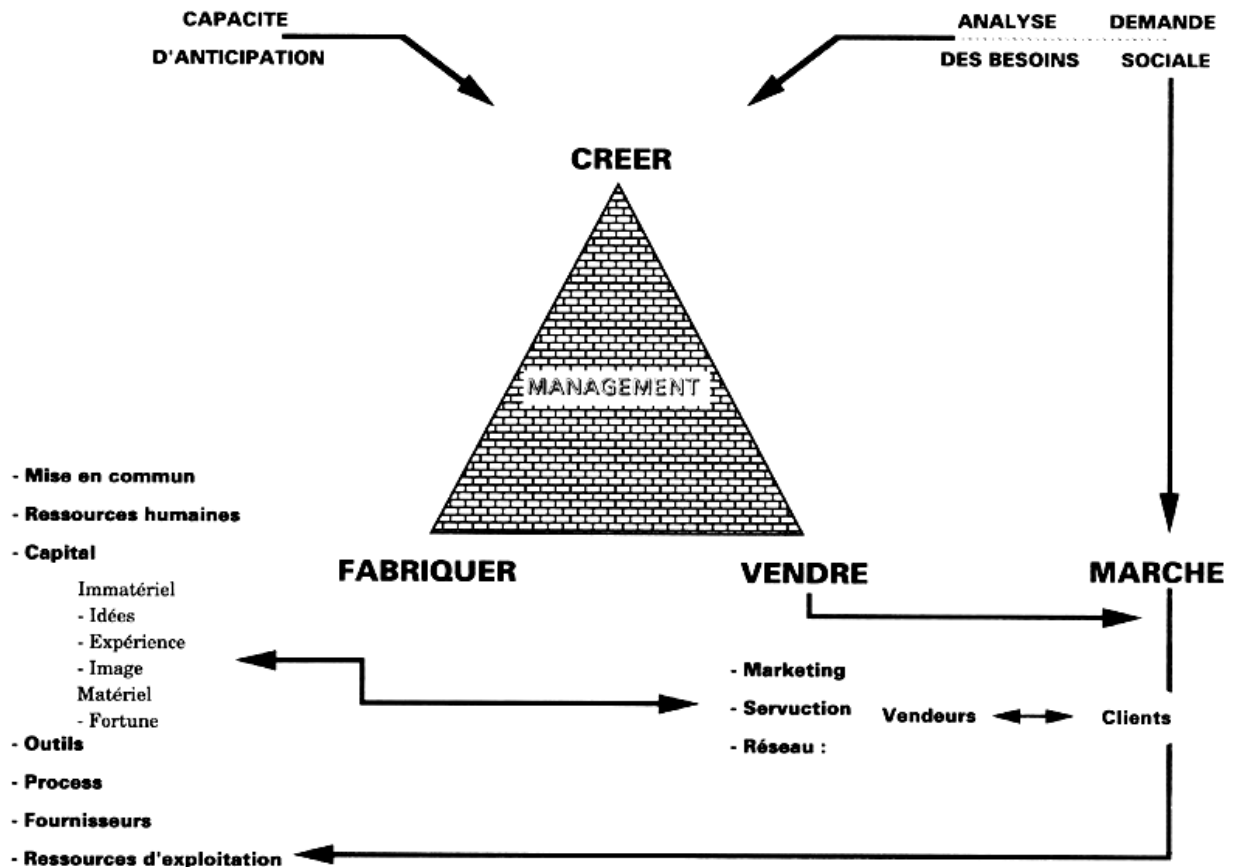 CAPACITE
D'ANTICIPATION
ANALYSE DEMANDE
DES BESOINS SOCIALE
CREER
MANAGEMENT
- Mise en commun
- Ressources humaines
- Capital
FABRIQUER VENDRE MARCHE
Immatériel
- Idées
- Expérience
- Image
Matériel
- Fortune
- Outils
- Process
- Fournisseurs
- Ressources d'exploitation
- Marketing
- Servuction
- Réseau :
Vendeurs Clients